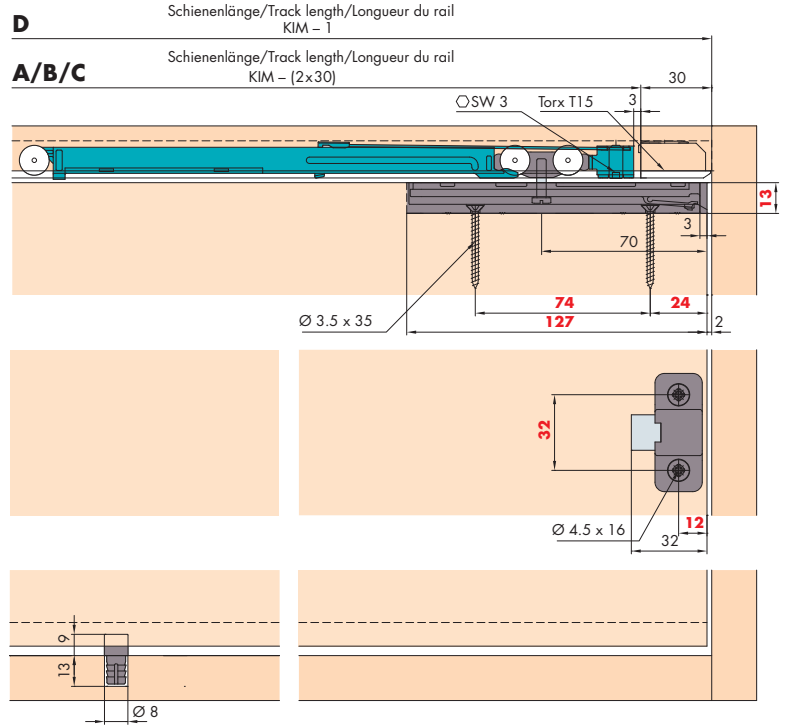 D
Schienenlänge/Track length/Longueur du rail
KIM – 1
A/B/C
Schienenlänge/Track length/Longueur du rail
KIM – (2x30)
30
SW 3
Torx T15
3
13
3
70
74
24
Ø 3.5 x 35
127
2
32
12
Ø 4.5 x 16
32
9
13
Ø 8